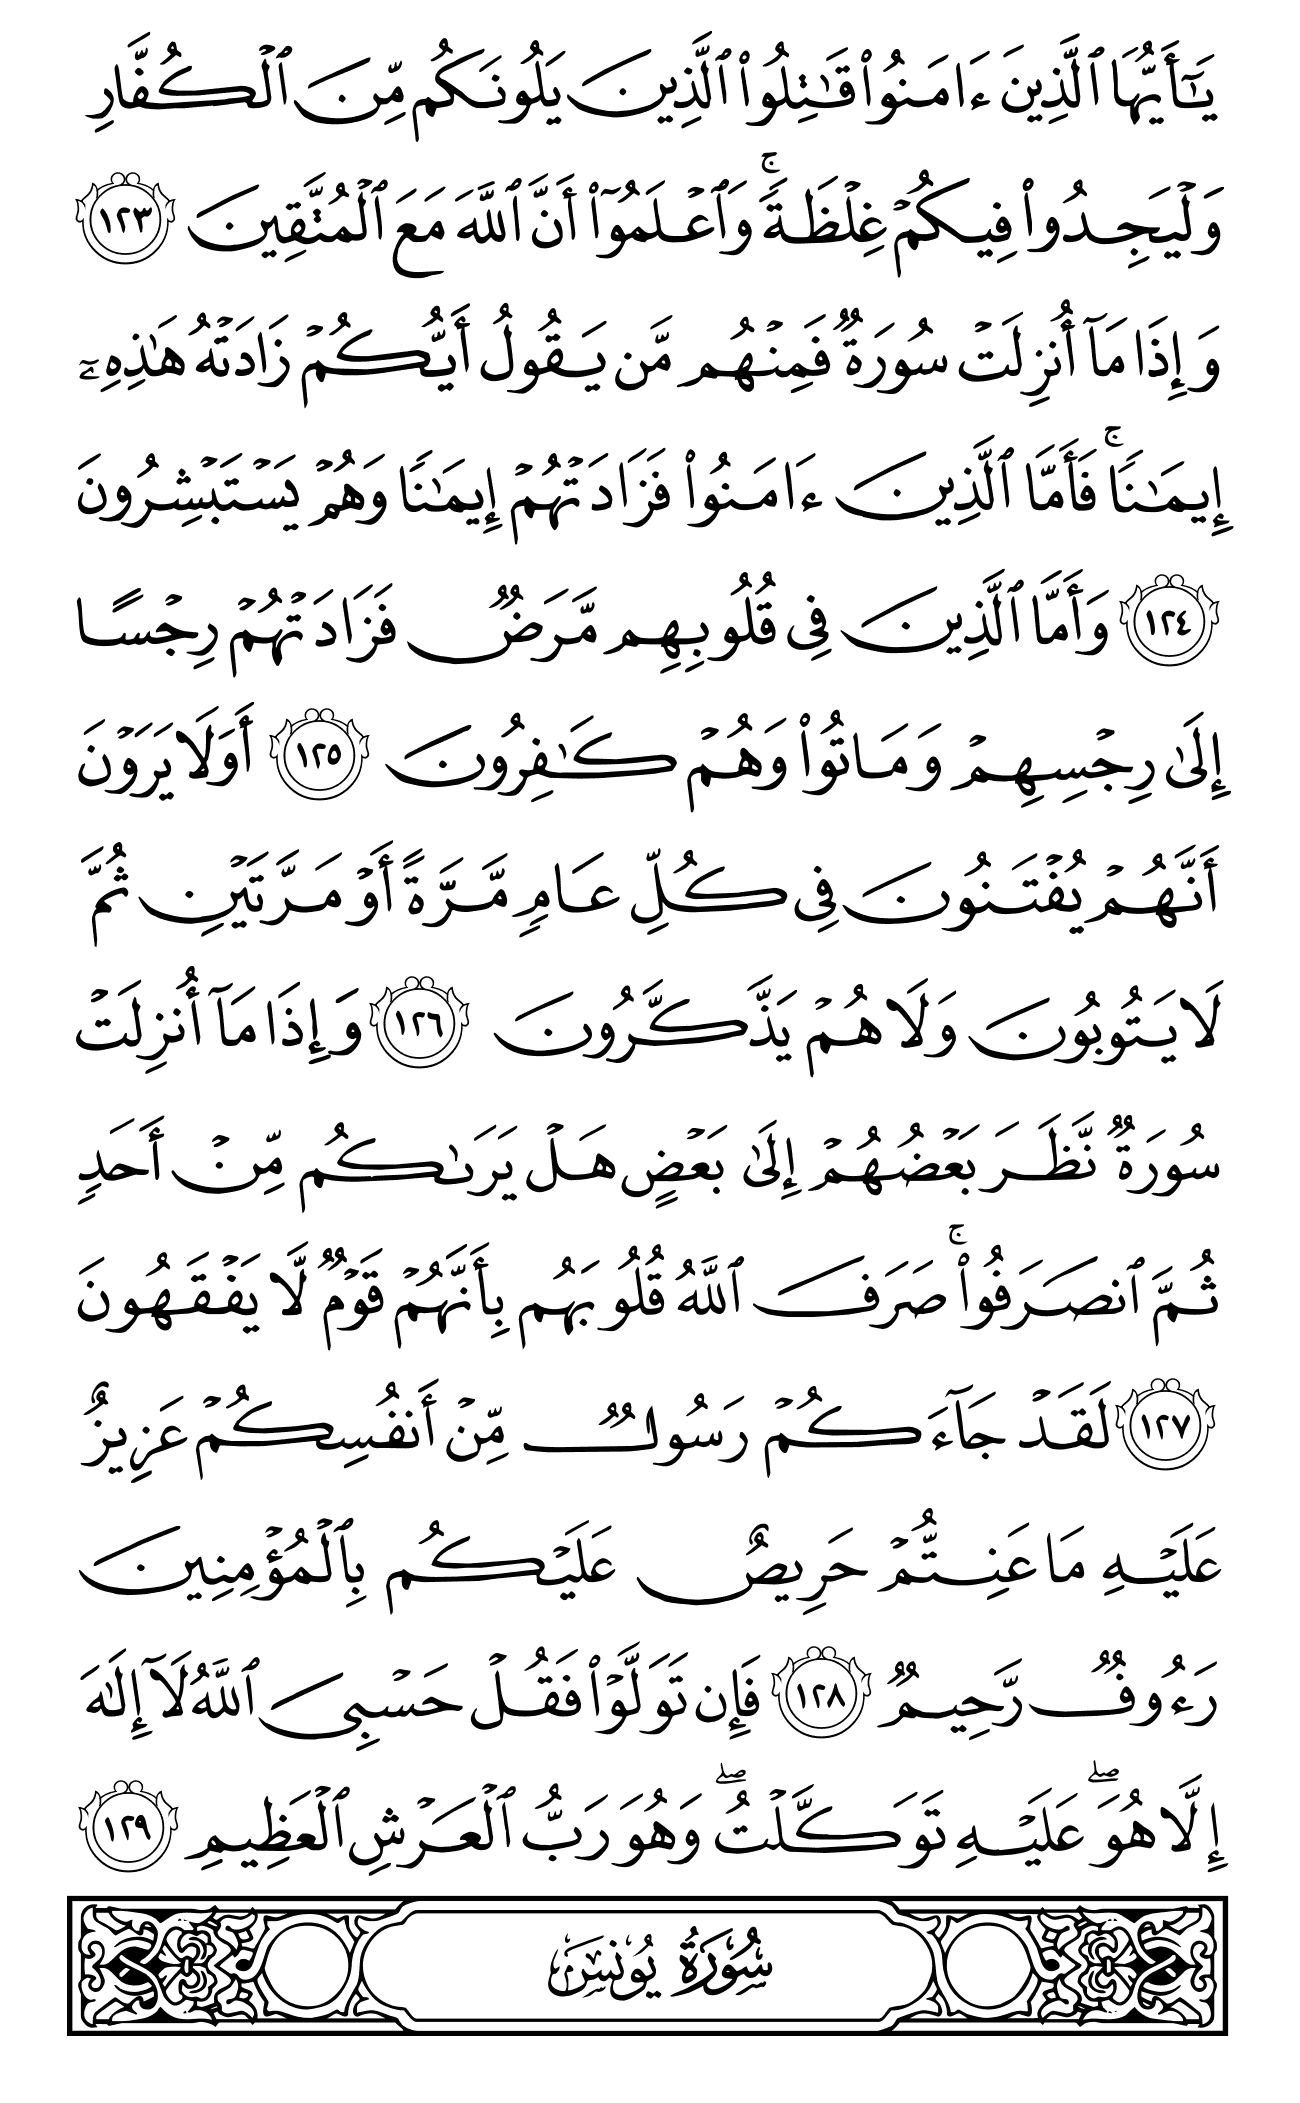 يَٰٓأَيُّهَا ٱلَّذِينَ ءَامَنُوا۟ قَٰتِلُوا۟ ٱلَّذِينَ يَلُونَكُم مِّنَ ٱلْكُفَّارِ
وَلْيَجِدُوا۟ فِيكُمْ غِلْظَةً ۚ وَٱعْلَمُوٓا۟ أَنَّ ٱللَّهَ مَعَ ٱلْمُتَّقِينَ ١٢٣
وَإِذَا مَآ أُنزِلَتْ سُورَةٌ فَمِنْهُم مَّن يَقُولُ أَيُّكُمْ زَادَتْهُ هَٰذِهِۦٓ
إِيمَٰنًا ۚ فَأَمَّا ٱلَّذِينَ ءَامَنُوا۟ فَزَادَتْهُمْ إِيمَٰنًا وَهُمْ يَسْتَبْشِرُونَ
١٢٤ وَأَمَّا ٱلَّذِينَ فِى قُلُوبِهِم مَّرَضٌ فَزَادَتْهُمْ رِجْسًا
إِلَىٰ رِجْسِهِمْ وَمَاتُوا۟ وَهُمْ كَٰفِرُونَ ١٢٥ أَوَلَا يَرَوْنَ
أَنَّهُمْ يُفْتَنُونَ فِى كُلِّ عَامٍ مَّرَّةً أَوْ مَرَّتَيْنِ ثُمَّ
لَا يَتُوبُونَ وَلَا هُمْ يَذَّكَّرُونَ ١٢٦ وَإِذَا مَآ أُنزِلَتْ
سُورَةٌ نَّظَرَ بَعْضُهُمْ إِلَىٰ بَعْضٍ هَلْ يَرَىٰكُم مِّنْ أَحَدٍ
ثُمَّ ٱنصَرَفُوا۟ ۚ صَرَفَ ٱللَّهُ قُلُوبَهُم بِأَنَّهُمْ قَوْمٌ لَّا يَفْقَهُونَ
١٢٧ لَقَدْ جَآءَكُمْ رَسُولٌ مِّنْ أَنفُسِكُمْ عَزِيزٌ
عَلَيْهِ مَا عَنِتُّمْ حَرِيصٌ عَلَيْكُم بِٱلْمُؤْمِنِينَ
رَءُوفٌ رَّحِيمٌ ١٢٨ فَإِن تَوَلَّوْا۟ فَقُلْ حَسْبِىَ ٱللَّهُ لَآ إِلَٰهَ
إِلَّا هُوَ ۖ عَلَيْهِ تَوَكَّلْتُ ۖ وَهُوَ رَبُّ ٱلْعَرْشِ ٱلْعَظِيمِ ١٢٩
سُورَةُ يُونُسَ